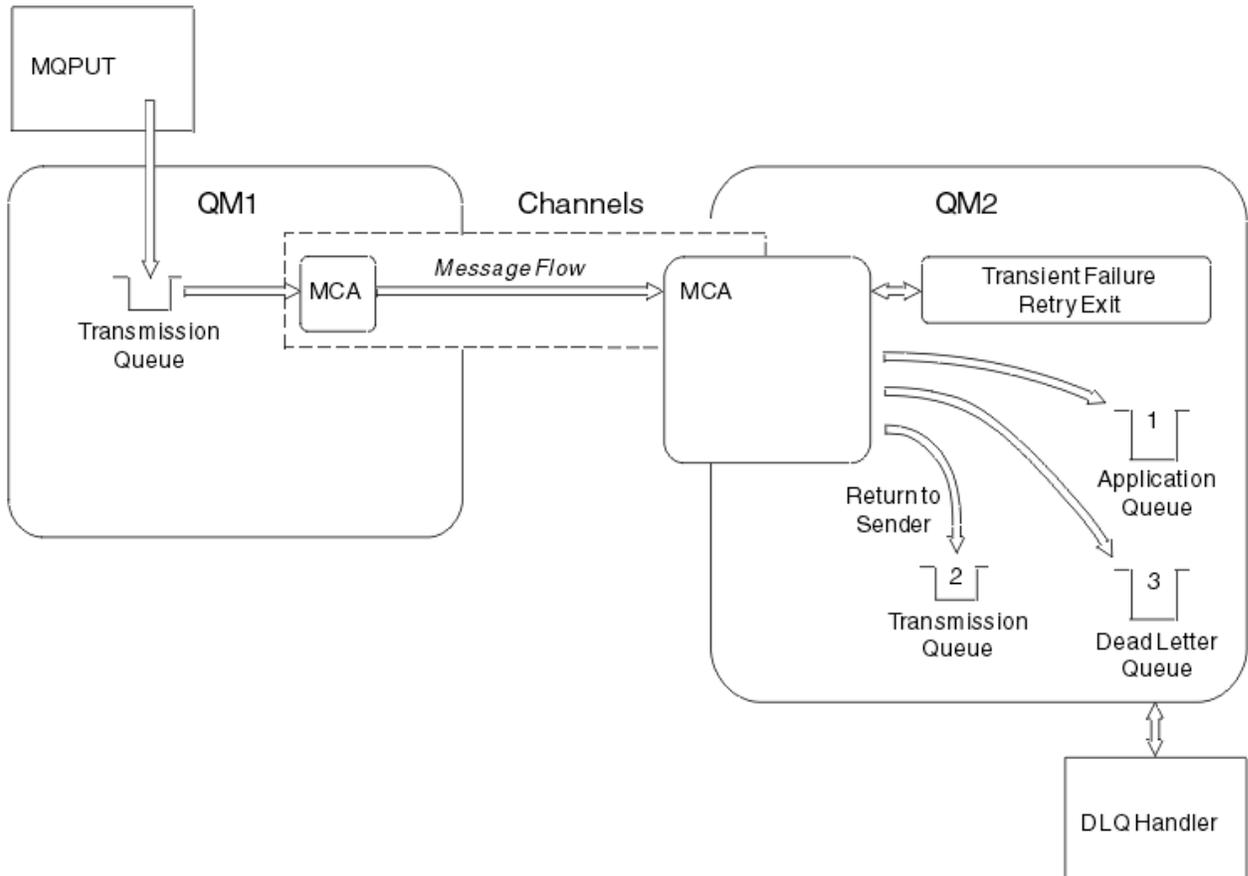 MQPUT
QM1
Channels
QM2
Message Flow
MCA
MCA
Transient Failure
Retry Exit
Transmission
Queue
1
Application
Queue
Return to
Sender
2
Transmission
Queue
3
Dead Letter
Queue
DLQ Handler